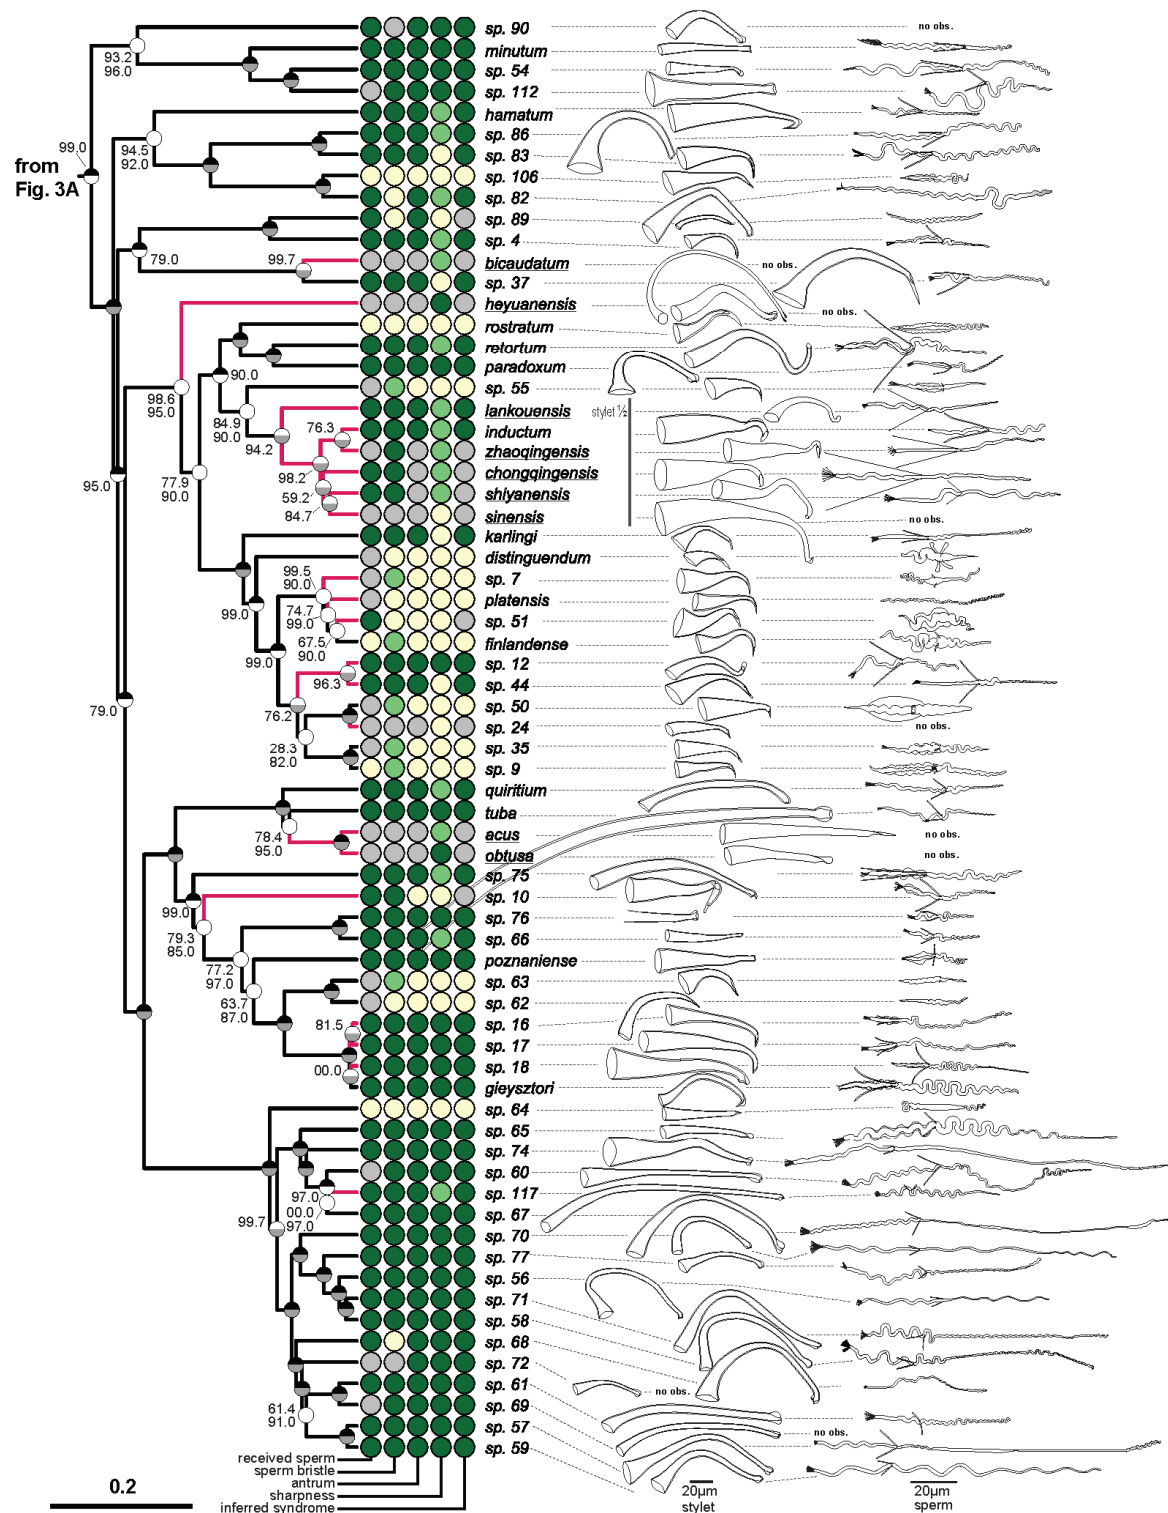 sp. 90
no obs.
minutum
93.2
96.0
sp. 54
sp. 112
hamatum
sp. 86
99.0
94.5
92.0
sp. 83
from
Fig. 3A
sp. 106
sp. 82
sp. 89
sp. 4
79.0
99.7
bicaudatum
no obs.
sp. 37
heyuanensis
no obs.
rostratum
retortum
paradoxum
90.0
98.6
95.0
sp. 55
stylet ½
lankouensis
84.9
90.0
76.3
inductum
94.2
zhaoqingensis
98.2
chongqingensis
95.0
77.9
90.0
59.2
shiyanensis
84.7
sinensis
no obs.
karlingi
distinguendum
99.5
90.0
sp. 7
platensis
99.0
74.7
99.0
sp. 51
67.5
90.0
finlandense
99.0
sp. 12
96.3
sp. 44
79.0
76.2
sp. 50
sp. 24
no obs.
28.3
82.0
sp. 35
sp. 9
quiritium
tuba
78.4
95.0
acus
no obs.
obtusa
no obs.
sp. 75
99.0
sp. 10
sp. 76
79.3
85.0
sp. 66
77.2
97.0
poznaniense
sp. 63
63.7
87.0
sp. 62
81.5
sp. 16
sp. 17
00.0
sp. 18
gieysztori
sp. 64
sp. 65
sp. 74
sp. 60
97.0
00.0
97.0
sp. 117
99.7
sp. 67
sp. 70
sp. 77
sp. 56
sp. 71
sp. 58
sp. 68
sp. 72
no obs.
sp. 61
61.4
91.0
sp. 69
sp. 57
no obs.
sp. 59
received sperm
sperm bristle
antrum
sharpness
inferred syndrome
0.2
20µm
stylet
20µm
sperm